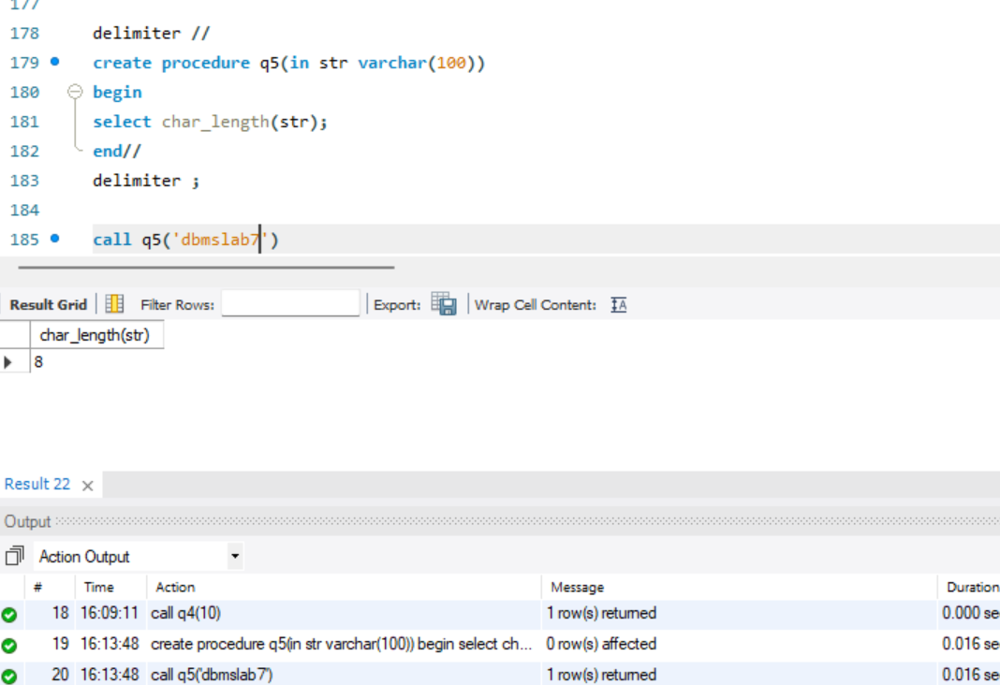 177
178 delimiter //
179 create procedure q5(in str varchar(100))
180 begin
181 select char_length(str);
182 end//
183 delimiter ;
184
185 call q5('dbmslab7')
Result Grid Filter Rows: Export: Wrap Cell Content:
char_length(str)
8
Result 22
Output
Action Output
# Time Action Message Duration
18 16:09:11 call q4(10) 1 row(s) returned 0.000 se
19 16:13:48 create procedure q5(in str varchar(100)) begin select ch... 0 row(s) affected 0.016 se
20 16:13:48 call q5('dbmslab7') 1 row(s) returned 0.016 se